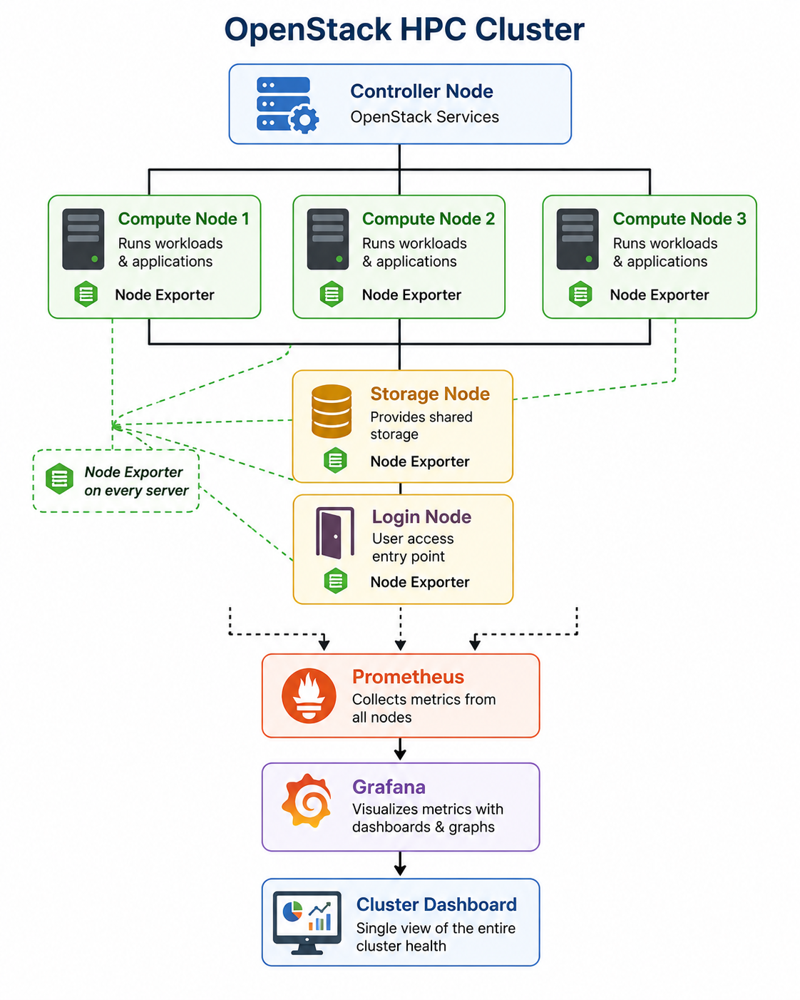 OpenStack HPC Cluster
Controller Node
OpenStack Services
Compute Node 1
Runs workloads
& applications
Node Exporter
Compute Node 2
Runs workloads
& applications
Node Exporter
Compute Node 3
Runs workloads
& applications
Node Exporter
Storage Node
Provides shared
storage
Node Exporter
Node Exporter
on every server
Login Node
User access
entry point
Node Exporter
Prometheus
Collects metrics from
all nodes
Grafana
Visualizes metrics with
dashboards & graphs
Cluster Dashboard
Single view of the entire
cluster health